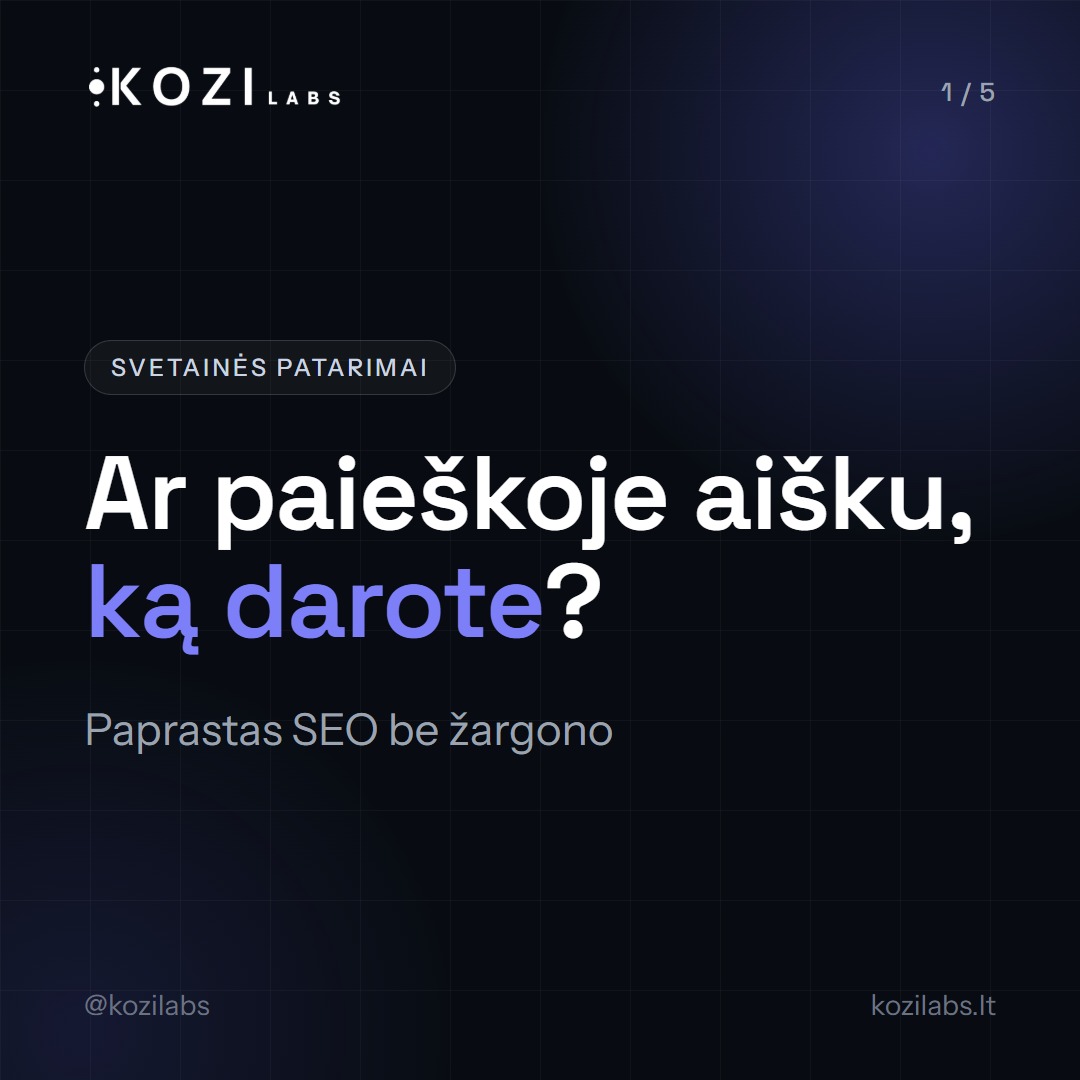 KOZI LABS
1 / 5
SVETAINĖS PATARIMAI
Ar paieškoje aišku,
ką darote?
Paprastas SEO be žargono
@kozilabs
kozilabs.lt